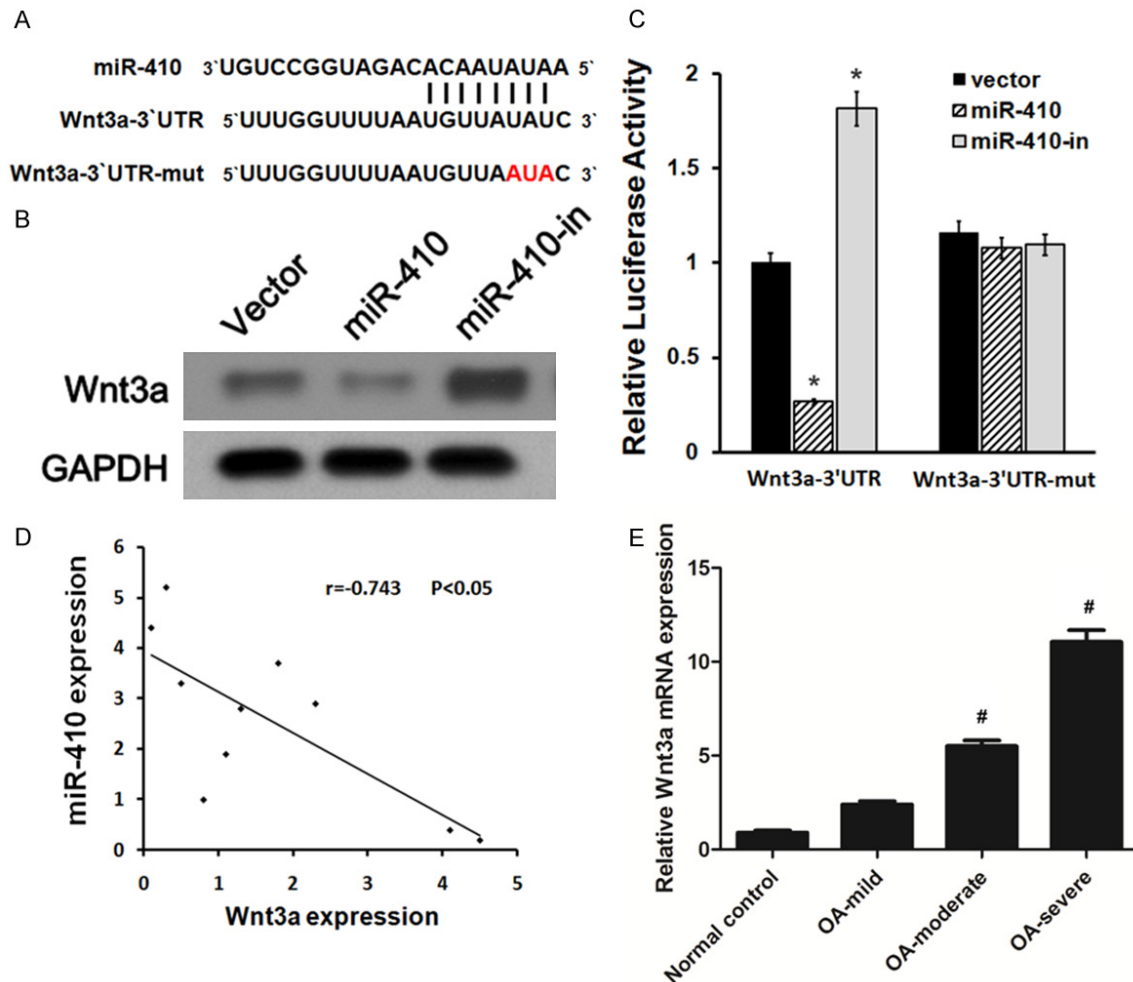 A
miR-410 3`UGUCCGGUAGACACAAUAUAA 5`
Wnt3a-3`UTR 5`UUUGGUUUUAAUGUUAUAUC 3`
Wnt3a-3`UTR-mut 5`UUUGGUUUUAAUGUUAAUAC 3`
B
Vector miR-410 miR-410-in
Wnt3a
GAPDH
C
Relative Luciferase Activity
2
1.5
1
0.5
0
vector
miR-410
miR-410-in
*
*
Wnt3a-3'UTR Wnt3a-3'UTR-mut
D
miR-410 expression
6
5
4
3
2
1
0
r=-0.743 P<0.05
0 1 2 3 4 5
Wnt3a expression
E
Relative Wnt3a mRNA expression
15
10
5
0
#
#
Normal control
OA-mild
OA-moderate
OA-severe